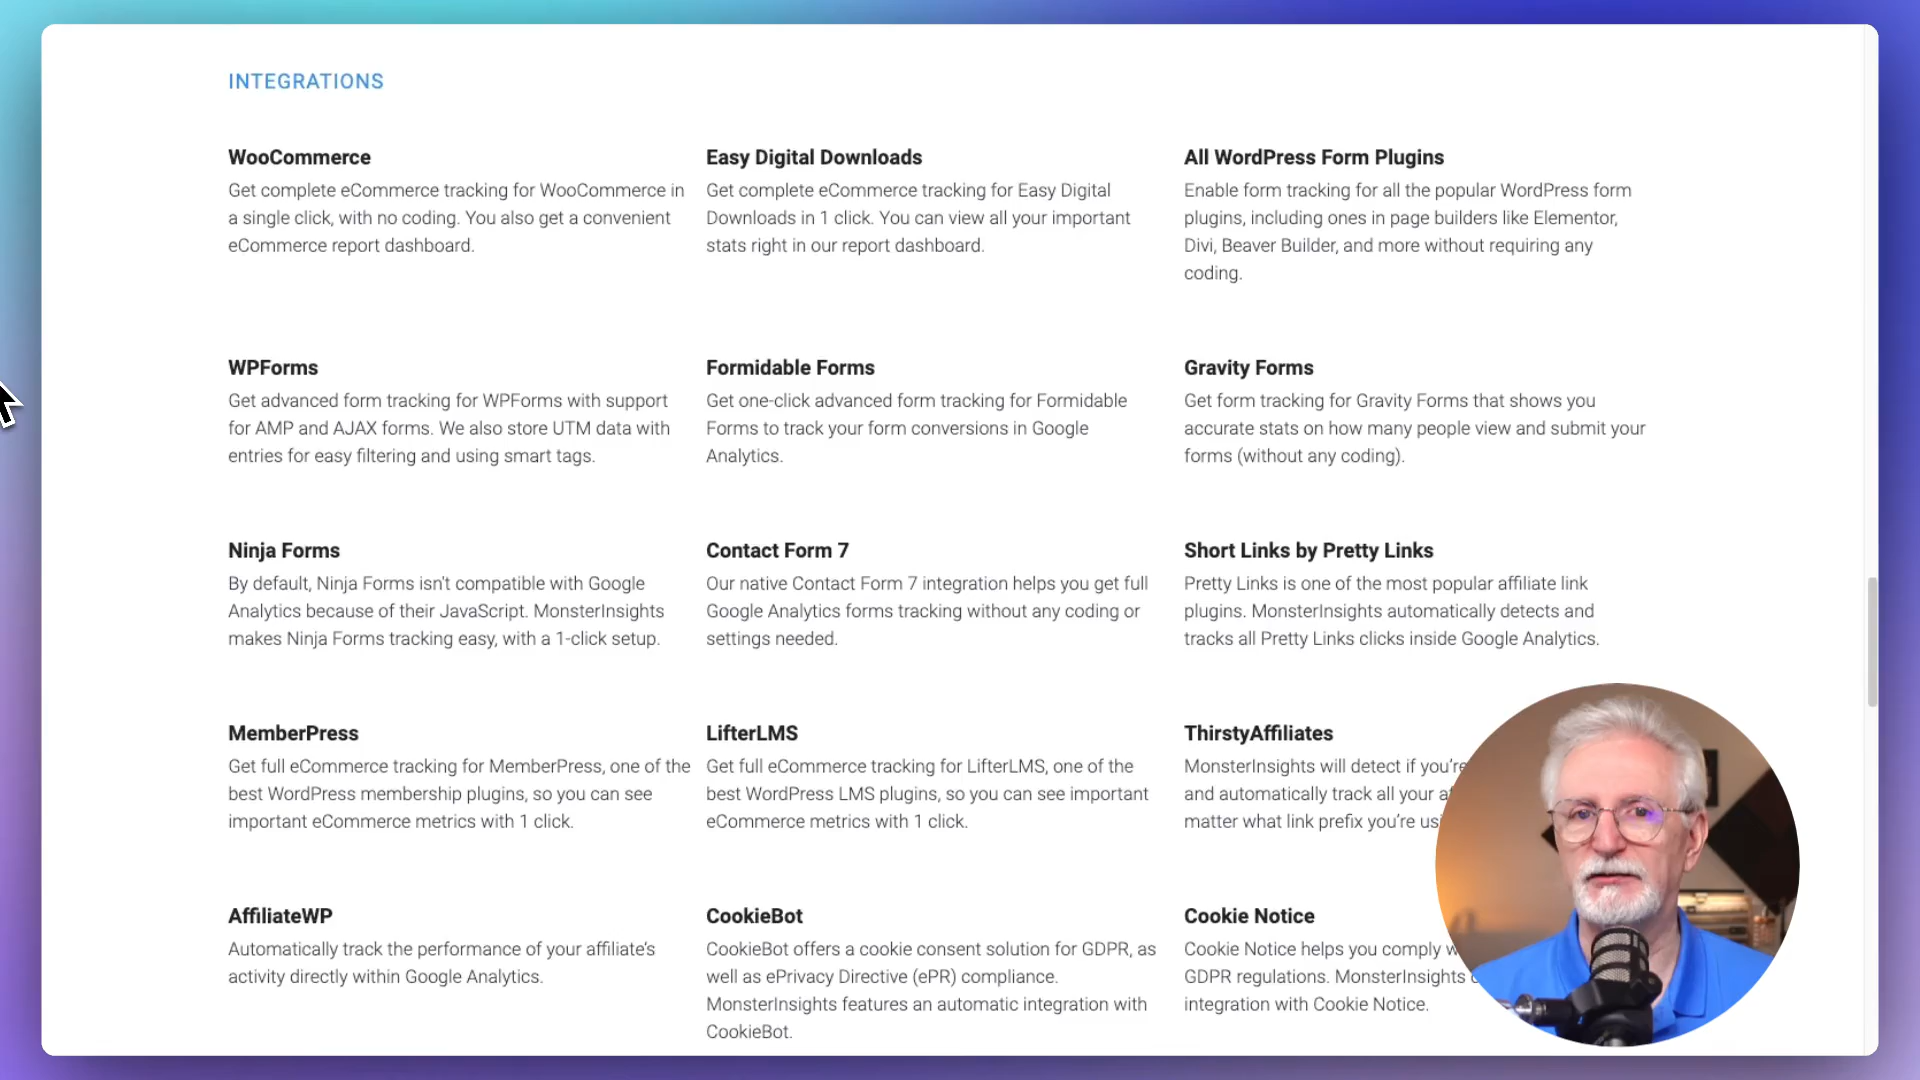 INTEGRATIONS
WooCommerce
Get complete eCommerce tracking for WooCommerce in
a single click, with no coding. You also get a convenient
eCommerce report dashboard.
Easy Digital Downloads
Get complete eCommerce tracking for Easy Digital
Downloads in 1 click. You can view all your important
stats right in our report dashboard.
All WordPress Form Plugins
Enable form tracking for all the popular WordPress form
plugins, including ones in page builders like Elementor,
Divi, Beaver Builder, and more without requiring any
coding.
WPForms
Get advanced form tracking for WPForms with support
for AMP and AJAX forms. We also store UTM data with
entries for easy filtering and using smart tags.
Formidable Forms
Get one-click advanced form tracking for Formidable
Forms to track your form conversions in Google
Analytics.
Gravity Forms
Get form tracking for Gravity Forms that shows you
accurate stats on how many people view and submit your
forms (without any coding).
Ninja Forms
By default, Ninja Forms isn't compatible with Google
Analytics because of their JavaScript. MonsterInsights
makes Ninja Forms tracking easy, with a 1-click setup.
Contact Form 7
Our native Contact Form 7 integration helps you get full
Google Analytics forms tracking without any coding or
settings needed.
Short Links by Pretty Links
Pretty Links is one of the most popular affiliate link
plugins. MonsterInsights automatically detects and
tracks all Pretty Links clicks inside Google Analytics.
MemberPress
Get full eCommerce tracking for MemberPress, one of the
best WordPress membership plugins, so you can see
important eCommerce metrics with 1 click.
LifterLMS
Get full eCommerce tracking for LifterLMS, one of the
best WordPress LMS plugins, so you can see important
eCommerce metrics with 1 click.
ThirstyAffiliates
MonsterInsights will detect if you're
and automatically track all your
matter what link prefix you're
AffiliateWP
Automatically track the performance of your affiliate's
activity directly within Google Analytics.
CookieBot
CookieBot offers a cookie consent solution for GDPR, as
well as ePrivacy Directive (ePR) compliance.
MonsterInsights features an automatic integration with
CookieBot.
Cookie Notice
Cookie Notice helps you comply
GDPR regulations. MonsterInsights
integration with Cookie Notice.